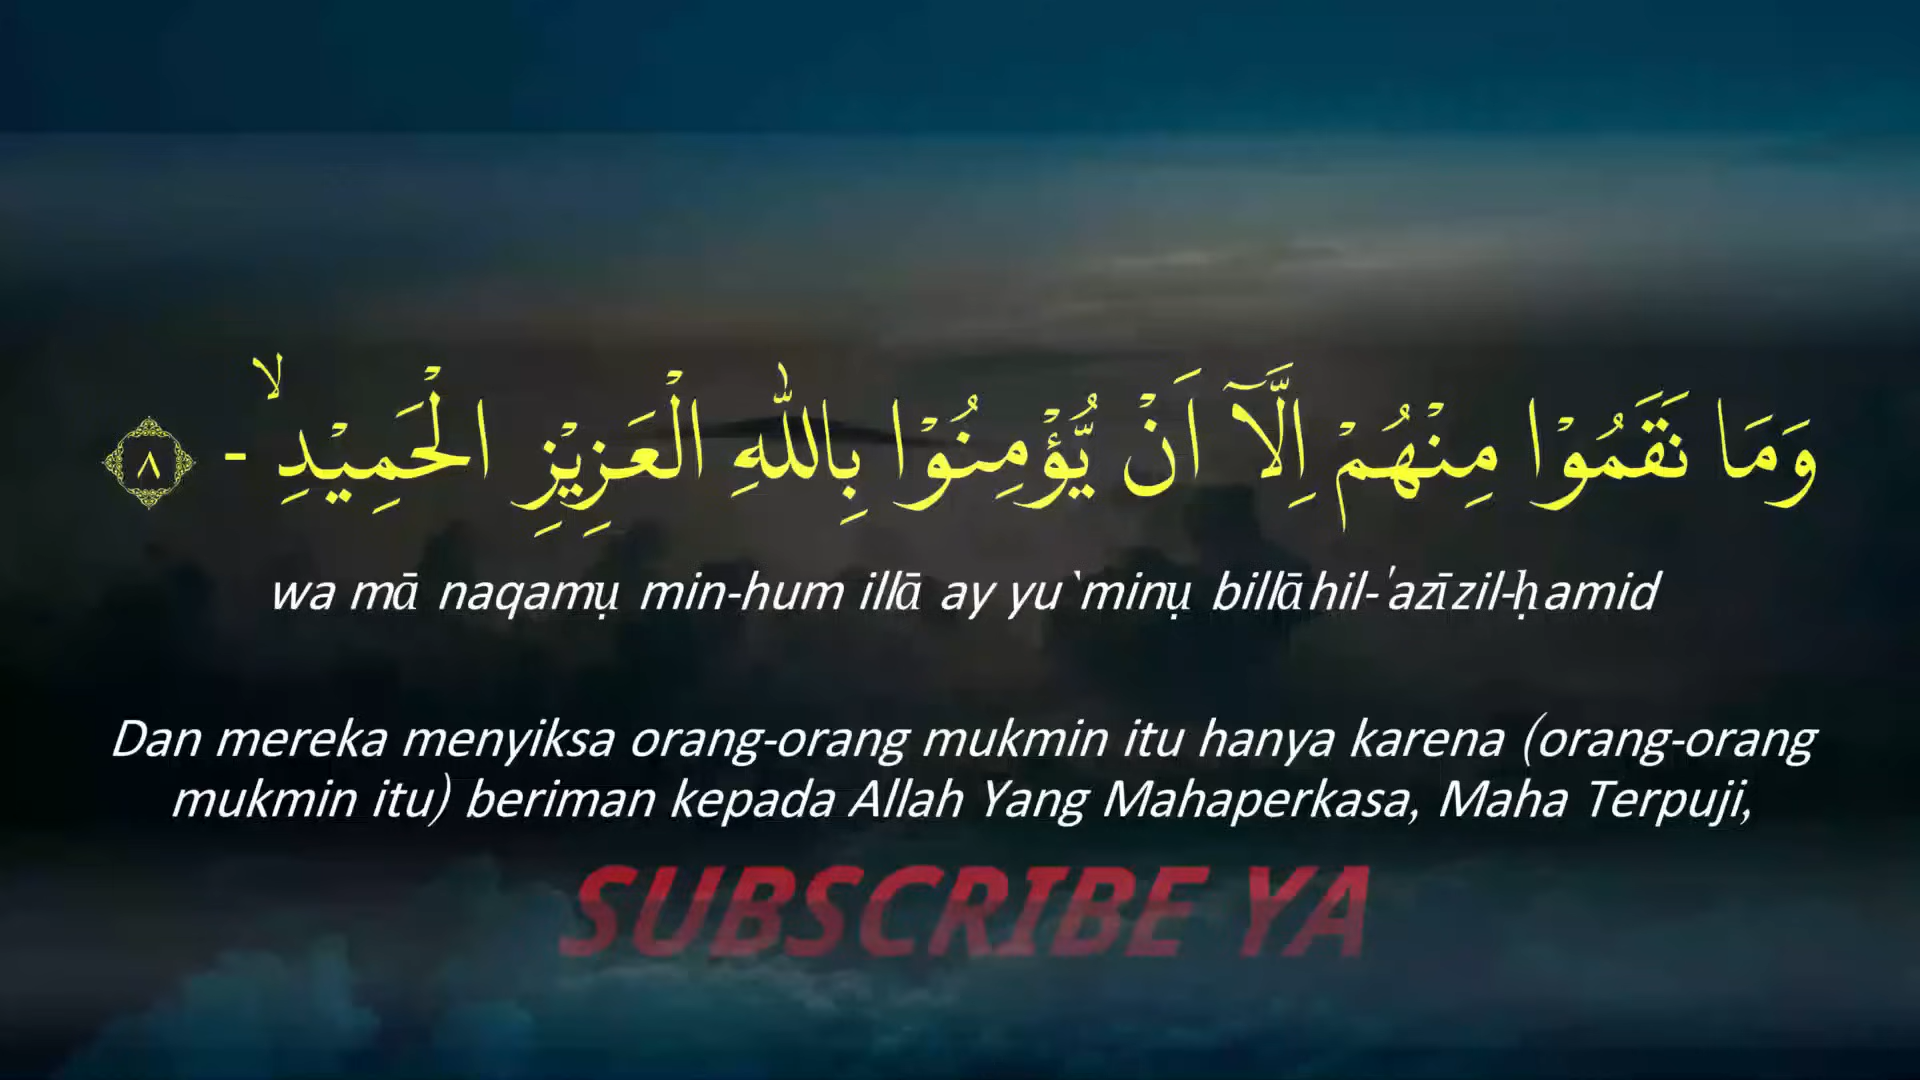 وَمَا نَقَمُوْا مِنْهُمْ اِلَّآ اَنْ يُّؤْمِنُوْا بِاللّٰهِ الْعَزِيْزِ الْحَمِيْدِۙ - ٨
wa mā naqamụ min-hum illā ay yu`minụ billāhil-'azīzil-ḥamid
Dan mereka menyiksa orang-orang mukmin itu hanya karena (orang-orang
mukmin itu) beriman kepada Allah Yang Mahaperkasa, Maha Terpuji,
SUBSCRIBE YA